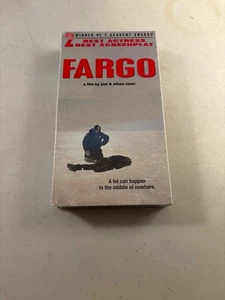 WINNER OF 2 ACADEMY AWARDS
BEST ACTRESS
BEST SCREENPLAY
FARGO
a film by joel & ethan coen
A lot can happen
in the middle of nowhere.